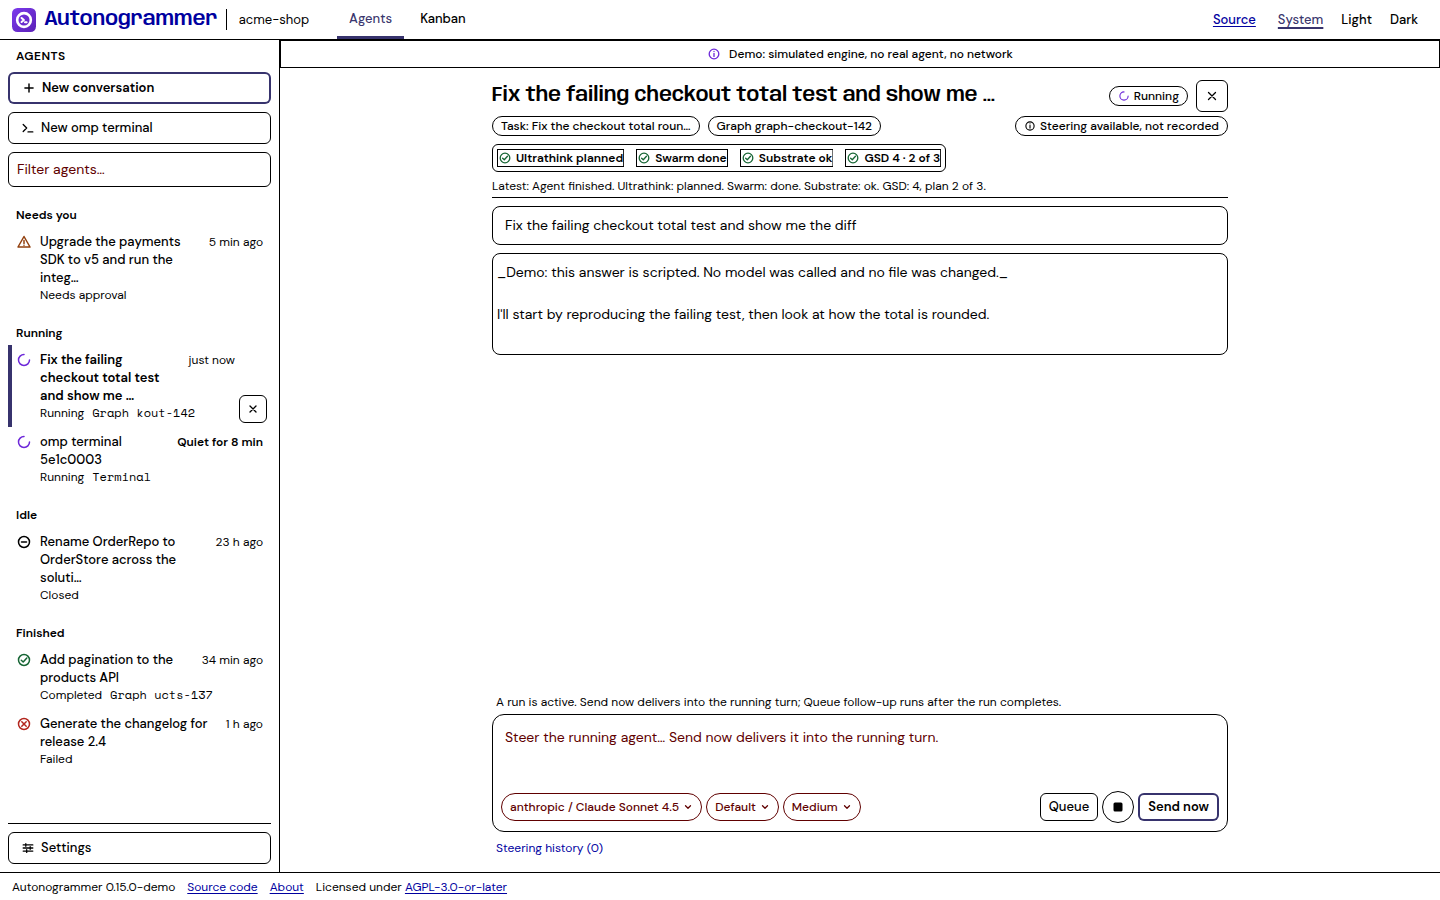 Autonogrammer
acme-shop
Agents
Kanban
Source
System
Light
Dark
AGENTS
New conversation
New omp terminal
Filter agents...
Needs you
Upgrade the payments SDK to v5 and run the integ...
5 min ago
Needs approval
Running
Fix the failing checkout total test and show me ...
just now
Running Graph kout-142
omp terminal 5e1c0003
Quiet for 8 min
Running Terminal
Idle
Rename OrderRepo to OrderStore across the soluti...
23 h ago
Closed
Finished
Add pagination to the products API
34 min ago
Completed Graph ucts-137
Generate the changelog for release 2.4
1 h ago
Failed
Settings
Demo: simulated engine, no real agent, no network
Fix the failing checkout total test and show me ...
Running
Task: Fix the checkout total roun...
Graph graph-checkout-142
Steering available, not recorded
Ultrathink planned
Swarm done
Substrate ok
GSD 4 · 2 of 3
Latest: Agent finished. Ultrathink: planned. Swarm: done. Substrate: ok. GSD: 4, plan 2 of 3.
Fix the failing checkout total test and show me the diff
_Demo: this answer is scripted. No model was called and no file was changed._
I'll start by reproducing the failing test, then look at how the total is rounded.
A run is active. Send now delivers into the running turn; Queue follow-up runs after the run completes.
Steer the running agent... Send now delivers it into the running turn.
anthropic / Claude Sonnet 4.5
Default
Medium
Queue
Send now
Steering history (0)
Autonogrammer 0.15.0-demo
Source code
About
Licensed under AGPL-3.0-or-later